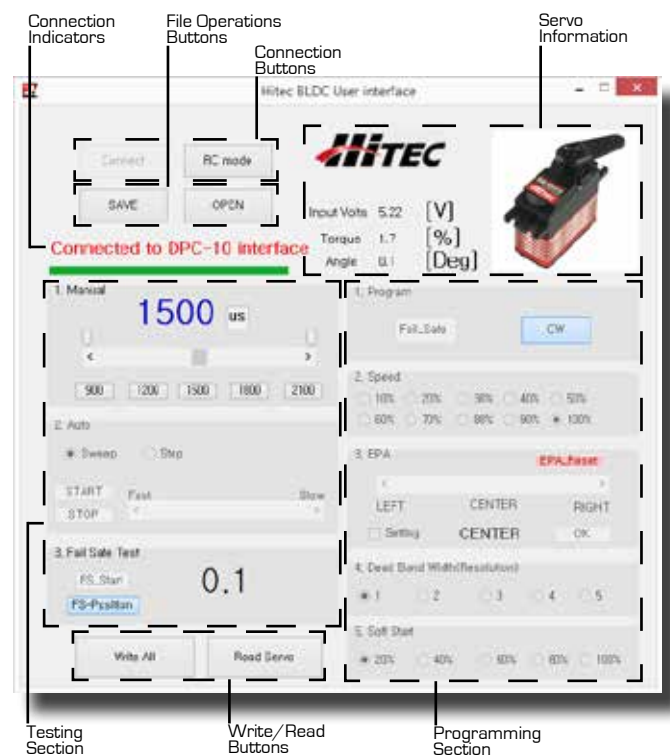 Connection
Indicators
File Operations
Buttons
Connection
Buttons
Servo
Information
Hitec BLDC User interface
Connect
RC mode
SAVE
OPEN
HiTEC
HITEC
Input Volts 5.22 [V]
Torque 1.7 [%]
Angle 0.1 [Deg]
Connected to DPC-10 interface
1. Manual
1500 us
< >
900 1200 1500 1800 2100
2. Auto
Sweep Step
START Fast Slow
STOP < >
3. Fail Safe Test
FS_Start
0.1
FS-Position
Write All
Read Servo
1. Program
Fail_Safe
CW
2. Speed
10% 20% 30% 40% 50%
60% 70% 80% 90% 100%
3. EPA
EPA_Reset
< >
LEFT CENTER RIGHT
Setting CENTER OK
4. Dead Band Width(Resolution)
1 2 3 4 5
5. Soft Start
20% 40% 60% 80% 100%
Testing
Section
Write/Read
Buttons
Programming
Section